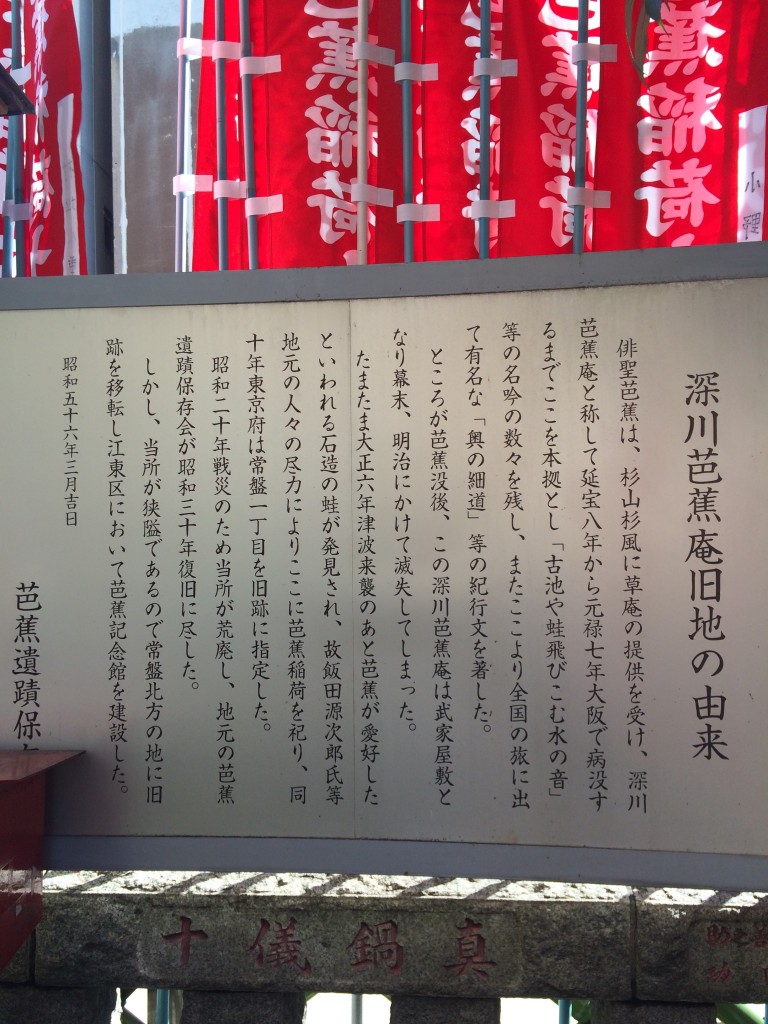 芭蕉稲荷
蕉稲荷
芭蕉稲荷
蕉稲荷
小
深川芭蕉庵旧地の由来
俳聖芭蕉は、杉山杉風に草庵の提供を受け、深川
芭蕉庵と称して延宝八年から元禄七年大阪で病没す
るまでここを本拠とし「古池や蛙飛びこむ水の音」
等の名吟の数々を残し、またここより全国の旅に出
て有名な「奥の細道」等の紀行文を著した。
ところが芭蕉没後、この深川芭蕉庵は武家屋敷と
なり幕末、明治にかけて滅失してしまった。
たまたま大正六年津波来襲のあと芭蕉が愛好した
といわれる石造の蛙が発見され、故飯田源次郎氏等
地元の人々の尽力によりここに芭蕉稲荷を祀り、同
十年東京府は常盤一丁目を旧跡に指定した。
昭和二十年戦災のため当所が荒廃し、地元の芭蕉
遺蹟保存会が昭和三十年復旧に尽した。
しかし、当所が狭隘であるので常盤北方の地に旧
跡を移転し江東区において芭蕉記念館を建設した。
昭和五十六年三月吉日
芭蕉遺蹟保
真鍋儀十